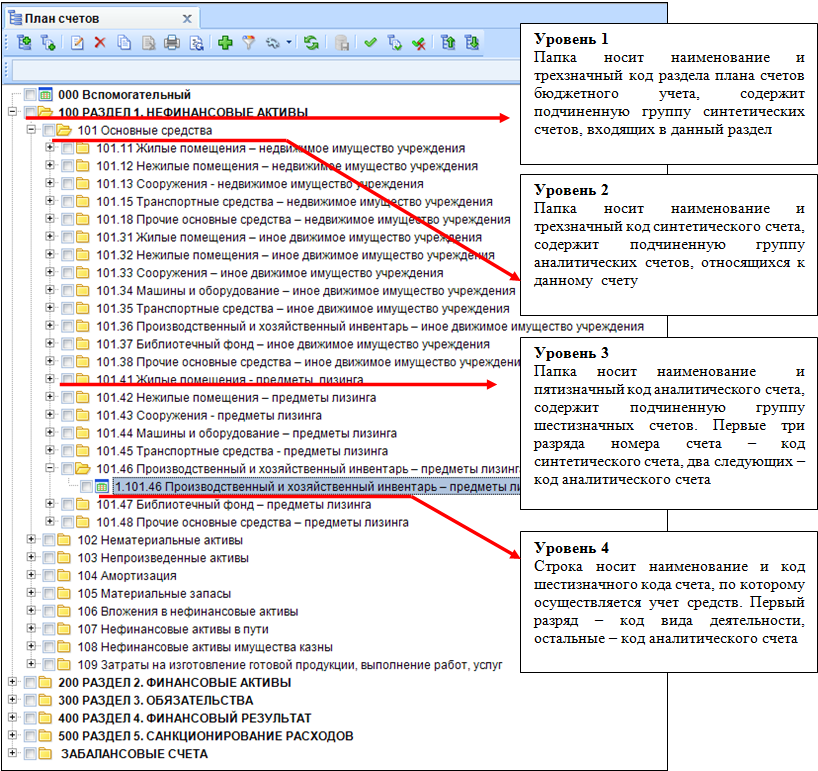 План счетов
000 Вспомогательный
100 РАЗДЕЛ 1. НЕФИНАНСОВЫЕ АКТИВЫ
101 Основные средства
101.11 Жилые помещения – недвижимое имущество учреждения
101.12 Нежилые помещения – недвижимое имущество учреждения
101.13 Сооружения - недвижимое имущество учреждения
101.15 Транспортные средства – недвижимое имущество учреждения
101.18 Прочие основные средства – недвижимое имущество учреждения
101.31 Жилые помещения – иное движимое имущество учреждения
101.32 Нежилые помещения – иное движимое имущество учреждения
101.33 Сооружения – иное движимое имущество учреждения
101.34 Машины и оборудование – иное движимое имущество учреждения
101.35 Транспортные средства – иное движимое имущество учреждения
101.36 Производственный и хозяйственный инвентарь – иное движимое имущество учреждения
101.37 Библиотечный фонд – иное движимое имущество учреждения
101.38 Прочие основные средства – иное движимое имущество
101.41 Жилые помещения - предметы лизинга
101.42 Нежилые помещения – предметы лизинга
101.43 Сооружения - предметы лизинга
101.44 Машины и оборудование – предметы лизинга
101.45 Транспортные средства - предметы лизинга
101.46 Производственный и хозяйственный инвентарь – предметы лизинг
1.101.46 Производственный и хозяйственный инвентарь – предметы ли
101.47 Библиотечный фонд – предметы лизинга
101.48 Прочие основные средства – предметы лизинга
102 Нематериальные активы
103 Непроизведенные активы
104 Амортизация
105 Материальные запасы
106 Вложения в нефинансовые активы
107 Нефинансовые активы в пути
108 Нефинансовые активы имущества казны
109 Затраты на изготовление готовой продукции, выполнение работ, услуг
200 РАЗДЕЛ 2. ФИНАНСОВЫЕ АКТИВЫ
300 РАЗДЕЛ 3. ОБЯЗАТЕЛЬСТВА
400 РАЗДЕЛ 4. ФИНАНСОВЫЙ РЕЗУЛЬТАТ
500 РАЗДЕЛ 5. САНКЦИОНИРОВАНИЕ РАСХОДОВ
ЗАБАЛАНСОВЫЕ СЧЕТА
Уровень 1
Папка носит наименование и
трехзначный код раздела плана счетов
бюджетного учета, содержит
подчиненную группу синтетических
счетов, входящих в данный раздел
Уровень 2
Папка носит наименование и
трехзначный код синтетического счета,
содержит подчиненную группу
аналитических счетов, относящихся к
данному счету
Уровень 3
Папка носит наименование и
пятизначный код аналитического счета,
содержит подчиненную группу
шестизначных счетов. Первые три
разряда номера счета – код
синтетического счета, два следующих –
код аналитического счета
Уровень 4
Строка носит наименование и код
шестизначного кода счета, по которому
осуществляется учет средств. Первый
разряд – код вида деятельности,
остальные – код аналитического счета